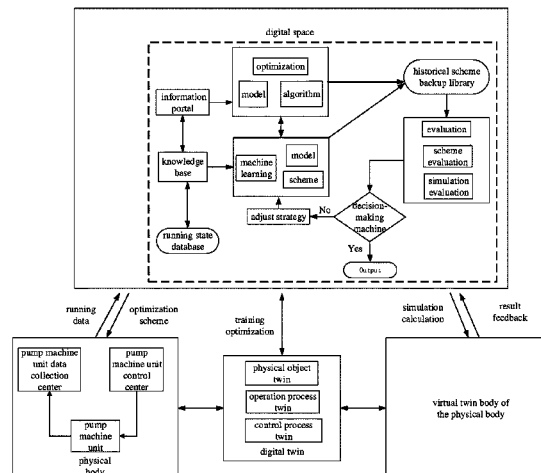 digital space
optimization
model
algorithm
historical scheme
backup library
information
portal
evaluation
scheme
evaluation
simulation
evaluation
knowledge
base
machine
learning
model
scheme
running state
database
adjust strategy
No
decision-
making
machine
Yes
Output
running
data
optimization
scheme
training
optimization
simulation
calculation
result
feedback
pump machine
unit data
collection
center
pump
machine unit
control
center
pump
machine
unit
physical
body
physical object
twin
operation process
twin
control process
twin
digital twin
virtual twin body of
the physical body